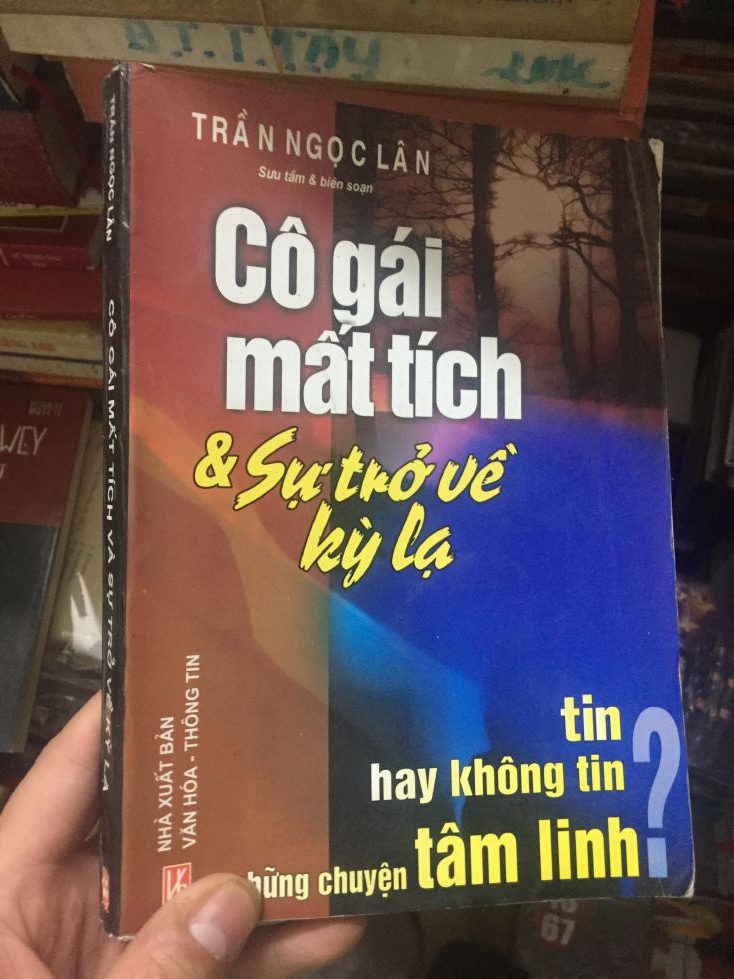 TRẦN NGỌC LÂN
Sưu tầm & biên soạn
Cô gái
mất tích
& Sự trở về
kỳ lạ
tin
hay không tin
những chuyện tâm linh?
NHÀ XUẤT BẢN
VĂN HÓA - THÔNG TIN
TRẦN NGỌC LÂN CÔ GÁI MẤT TÍCH VÀ SỰ TRỞ VỀ KỲ LẠ
WEY
67